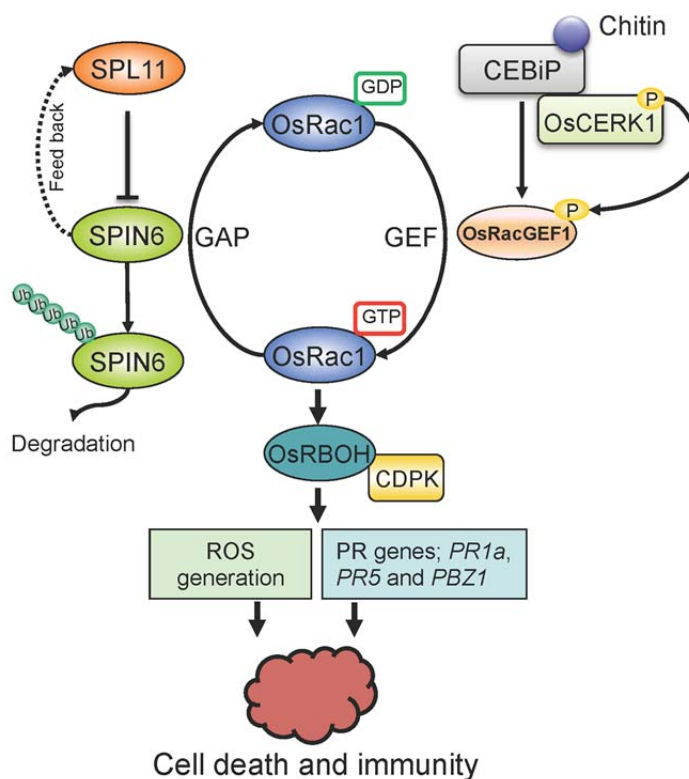 SPL11
Feed back
SPIN6
Ub Ub Ub Ub Ub
SPIN6
Degradation
GDP
OsRac1
GAP
GEF
GTP
OsRac1
Chitin
CEBiP
P
OsCERK1
P
OsRacGEF1
OsRBOH
CDPK
ROS
generation
PR genes; PR1a,
PR5 and PBZ1
Cell death and immunity